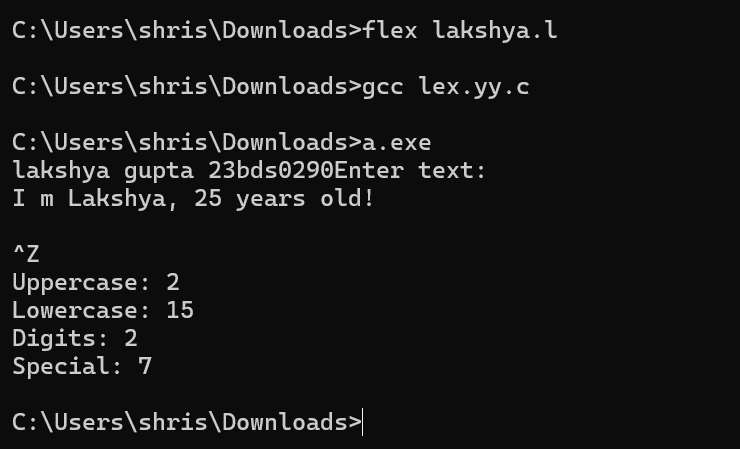 C:\Users\shris\Downloads>flex lakshya.l
C:\Users\shris\Downloads>gcc lex.yy.c
C:\Users\shris\Downloads>a.exe
lakshya gupta 23bds0290Enter text:
I m Lakshya, 25 years old!
^Z
Uppercase: 2
Lowercase: 15
Digits: 2
Special: 7
C:\Users\shris\Downloads>